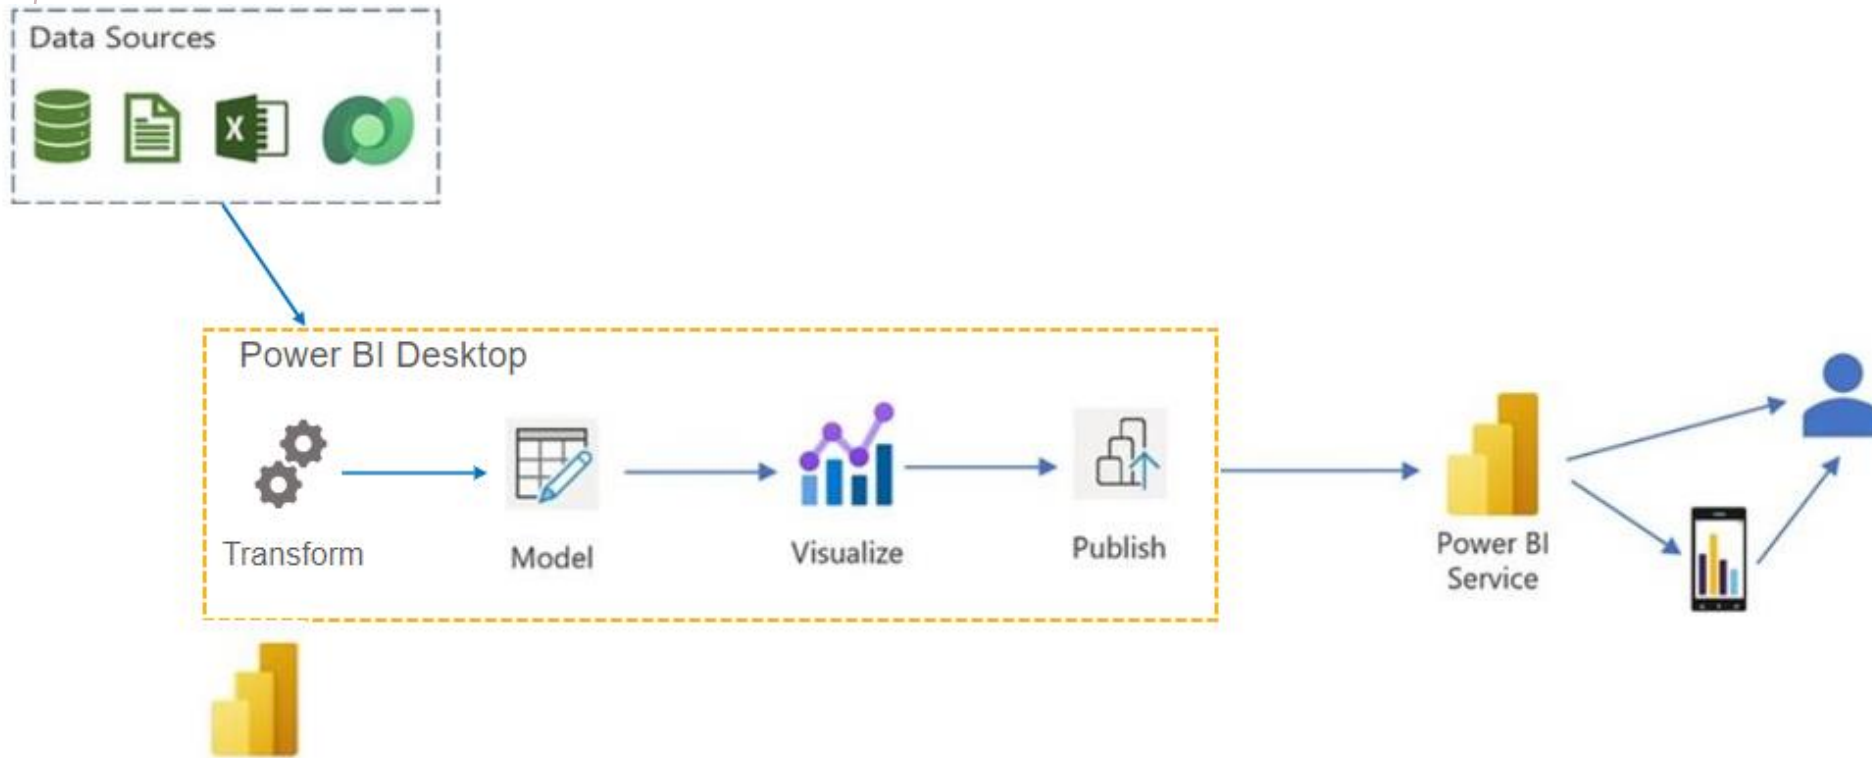 Data Sources
X
Power BI Desktop
Transform
Model
Visualize
Publish
Power BI
Service